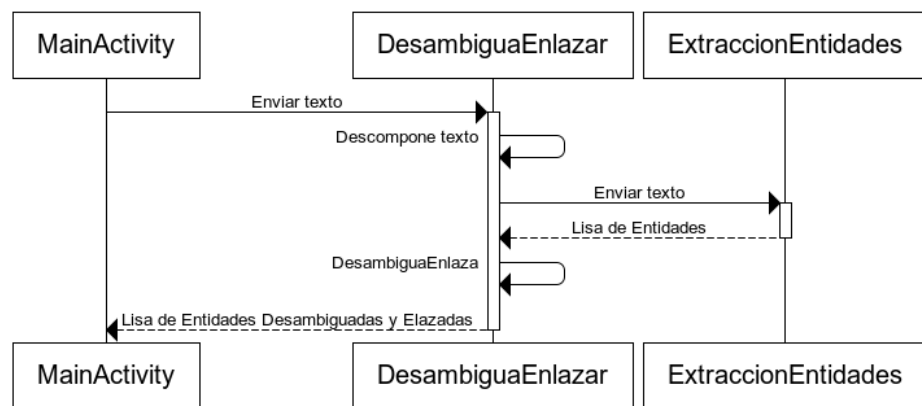 MainActivity
DesambiguaEnlazar
ExtraccionEntidades
Enviar texto
Descompone texto
Enviar texto
Lisa de Entidades
DesambiguaEnlaza
Lisa de Entidades Desambiguadas y Elazadas
MainActivity
DesambiguaEnlazar
ExtraccionEntidades